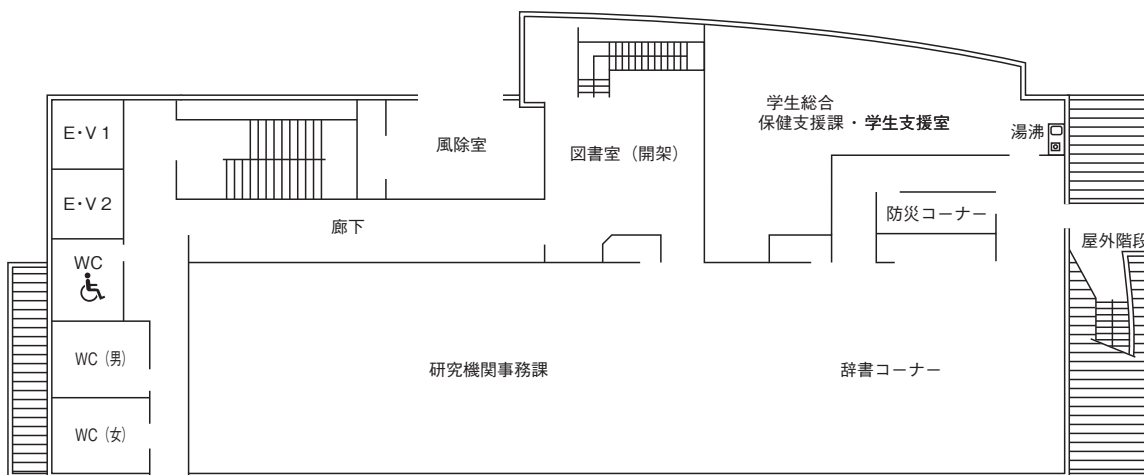 E・V 1
E・V 2
WC
WC（男）
WC（女）
風除室
廊下
図書室（開架）
学生総合
保健支援課・学生支援室
湯沸
防災コーナー
屋外階段
研究機関事務課
辞書コーナー